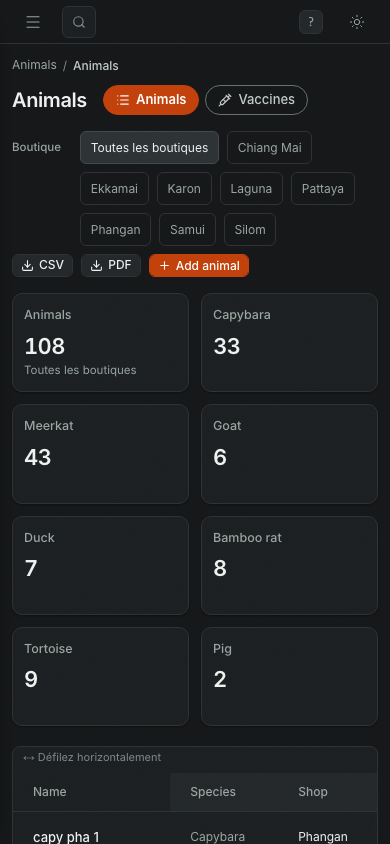 ?
Animals / Animals
Animals Animals Vaccines
Boutique Toutes les boutiques Chiang Mai
Ekkamai Karon Laguna Pattaya
Phangan Samui Silom
CSV PDF + Add animal
Animals Capybara
108 33
Toutes les boutiques
Meerkat Goat
43 6
Duck Bamboo rat
7 8
Tortoise Pig
9 2
↔ Défilez horizontalement
Name Species Shop
capy pha 1 Capybara Phangan